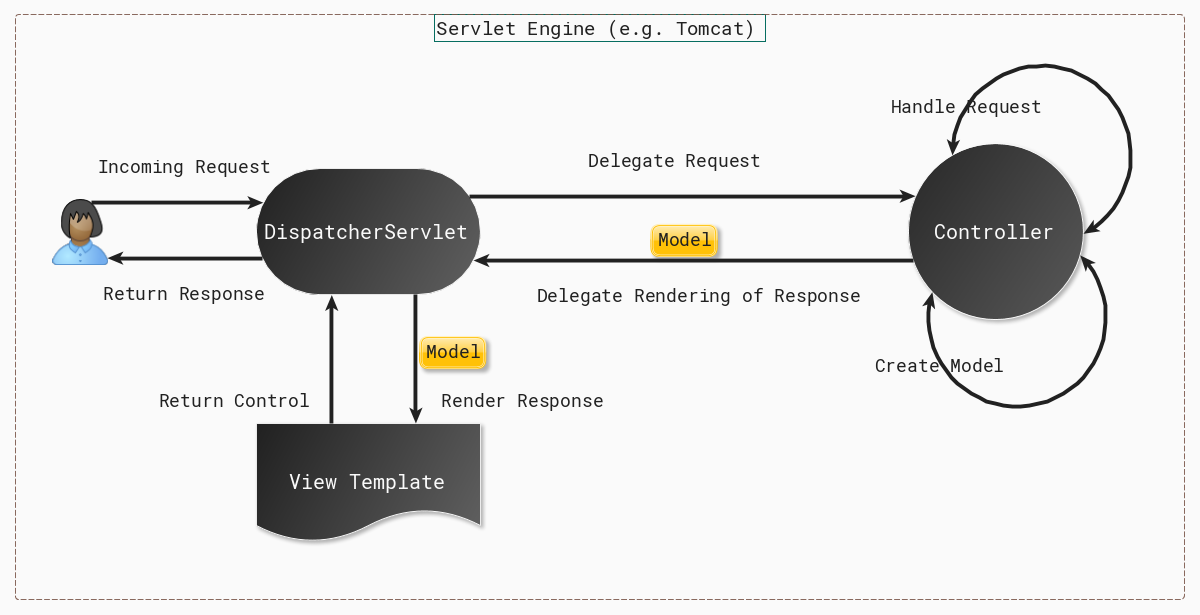 Servlet Engine (e.g. Tomcat)
Handle Request
Incoming Request
Delegate Request
DispatcherServlet
Model
Controller
Return Response
Delegate Rendering of Response
Model
Create Model
Return Control
Render Response
View Template